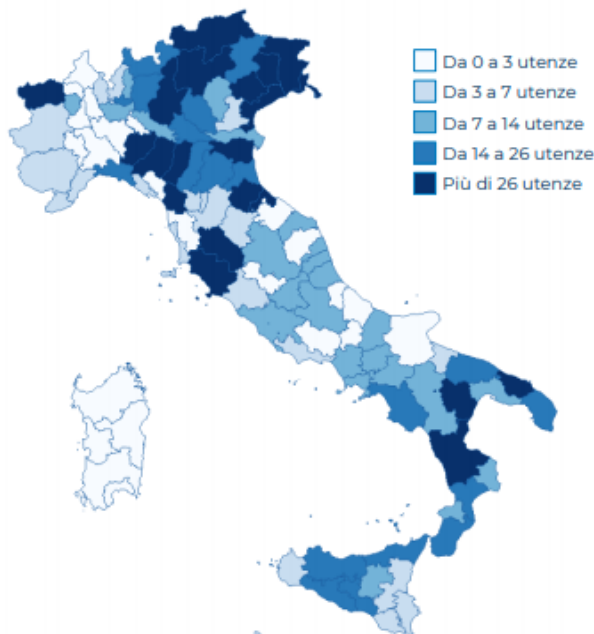 Da 0 a 3 utenze
Da 3 a 7 utenze
Da 7 a 14 utenze
Da 14 a 26 utenze
Più di 26 utenze